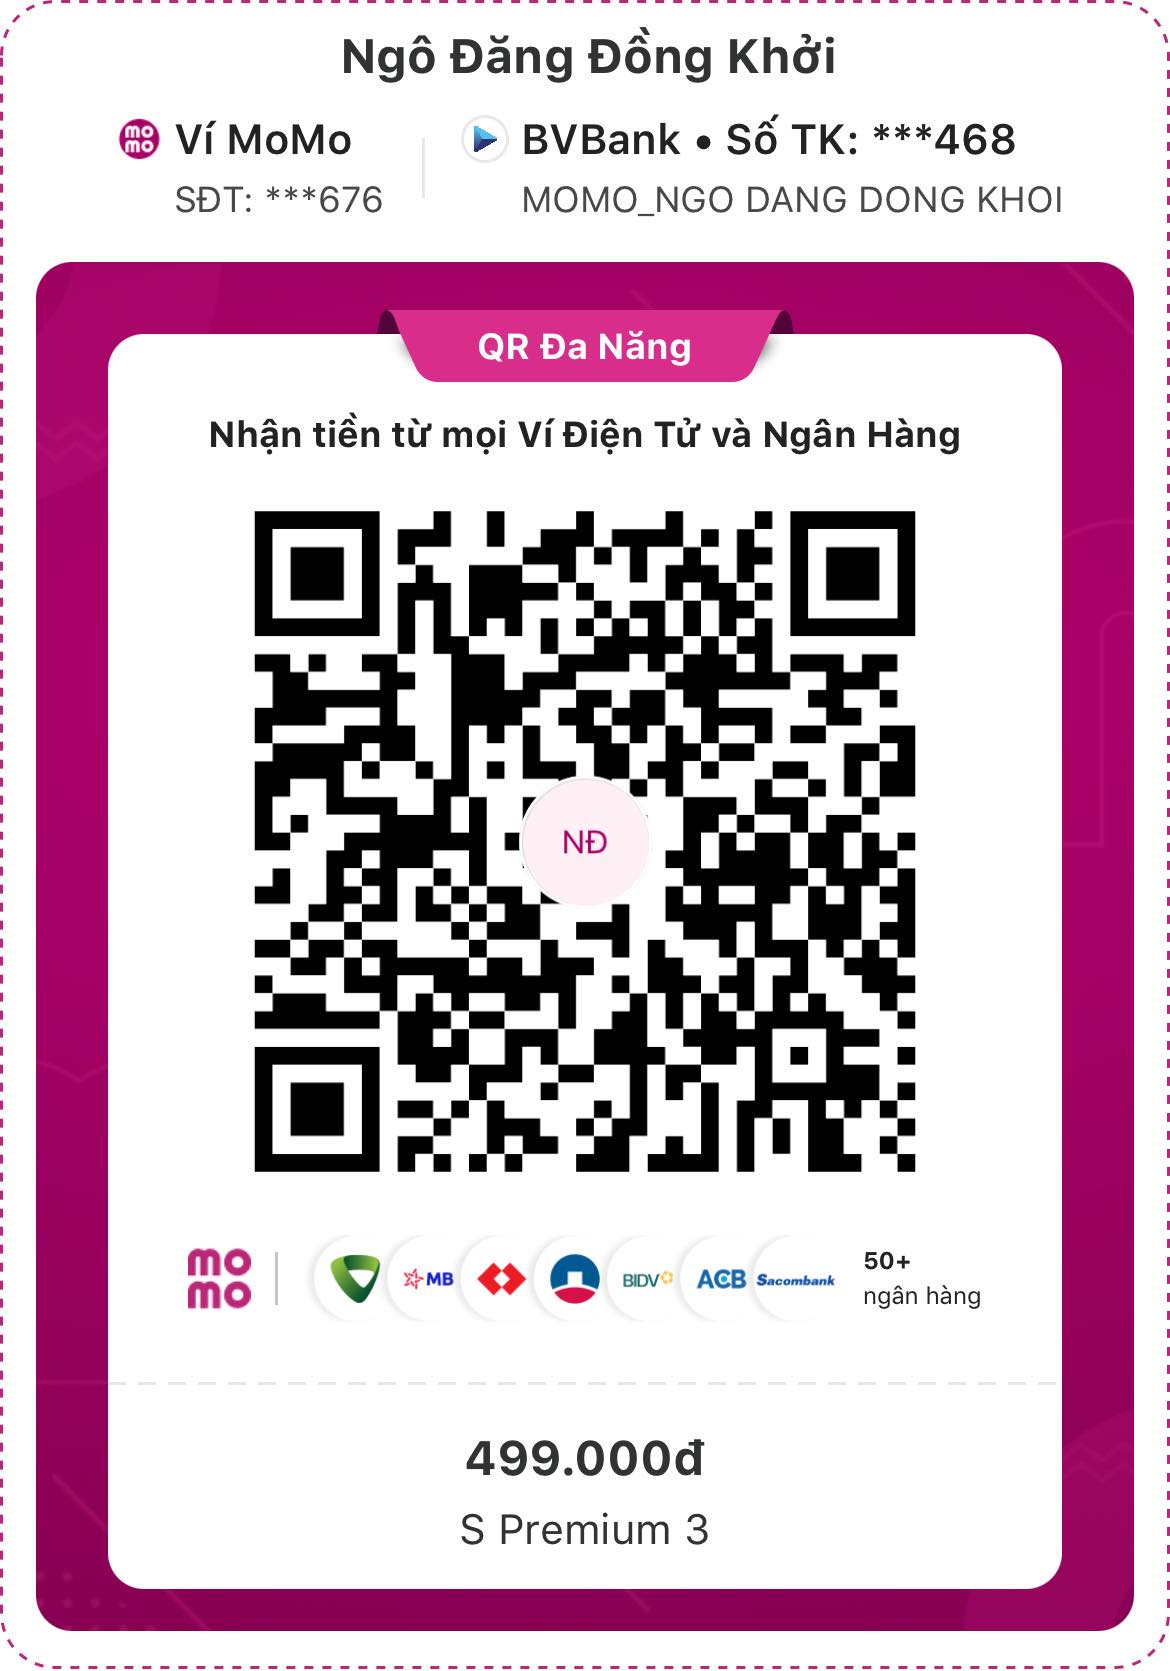 Ngô Đăng Đồng Khởi
momo Ví MoMo
BVBank • Số TK: ***468
SĐT: ***676
MOMO_NGO DANG DONG KHOI
QR Đa Năng
Nhận tiền từ mọi Ví Điện Tử và Ngân Hàng
NĐ
momo
MB
BIDV
ACB
Sacombank
50+
ngân hàng
499.000đ
S Premium 3